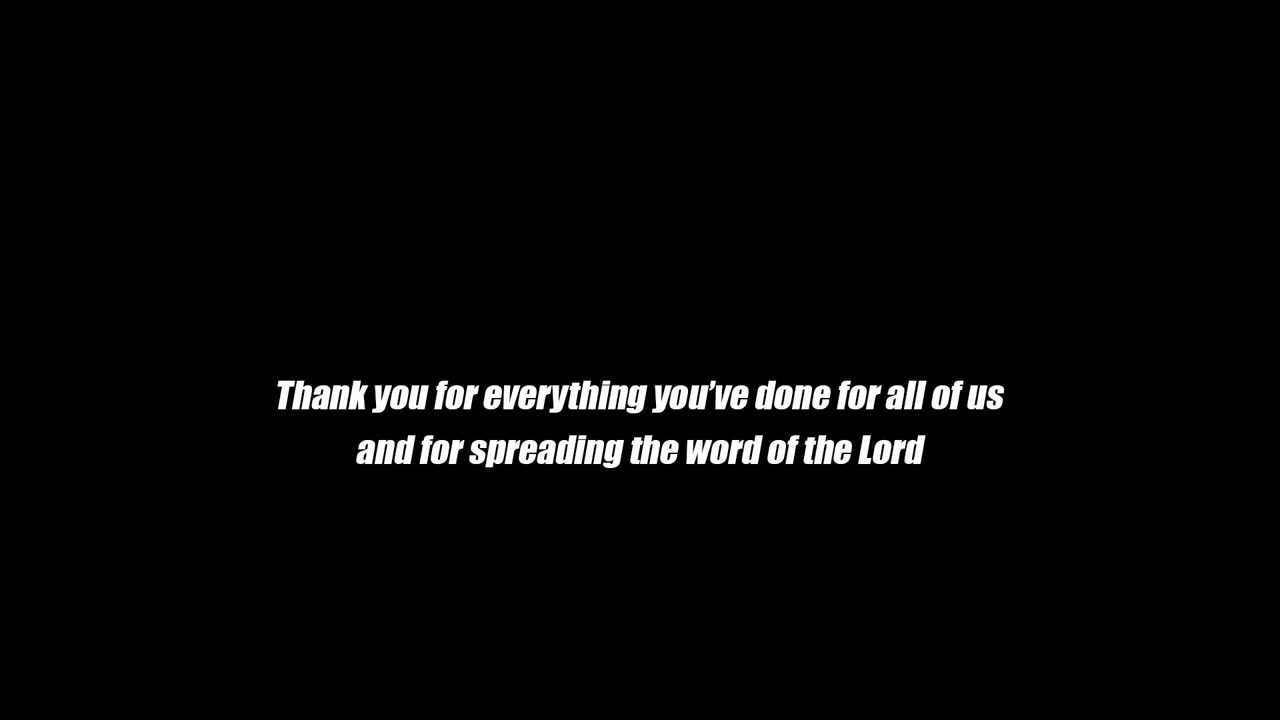 Thank you for everything you’ve done for all of us
and for spreading the word of the Lord